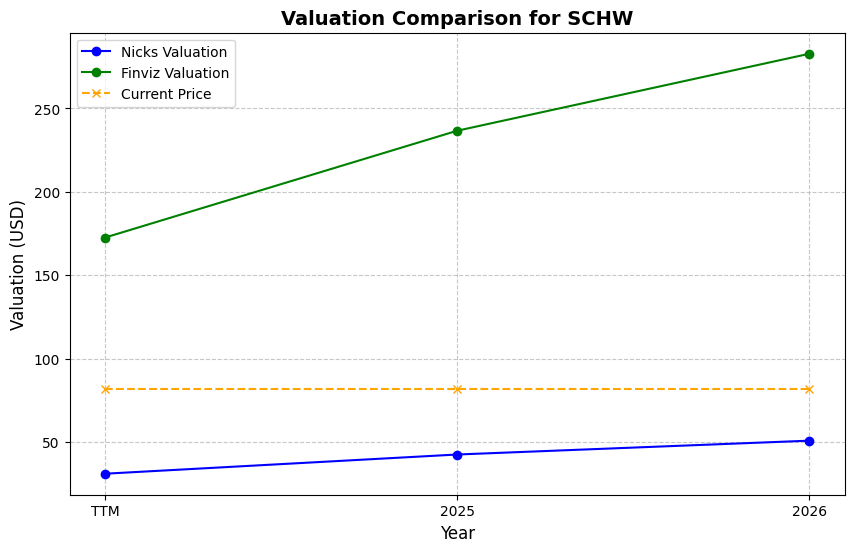 Valuation Comparison for SCHW
Nicks Valuation
Finviz Valuation
Current Price
Valuation (USD)
250
200
150
100
50
TTM
2025
2026
Year